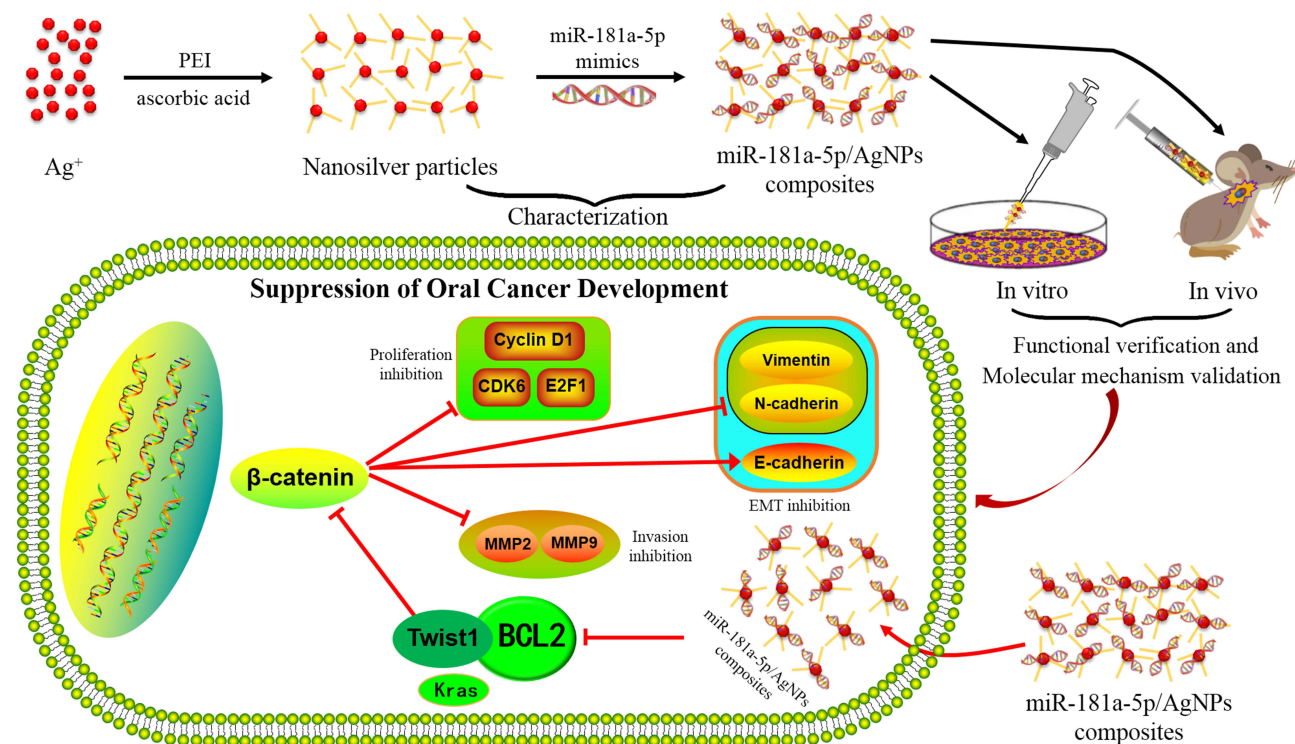 PEI
ascorbic acid
miR-181a-5p
mimics
Ag⁺
Nanosilver particles
miR-181a-5p/AgNPs
composites
Characterization
In vitro
In vivo
Functional verification and
Molecular mechanism validation
Suppression of Oral Cancer Development
Proliferation
inhibition
Cyclin D1
CDK6
E2F1
Vimentin
N-cadherin
E-cadherin
EMT inhibition
β-catenin
MMP2
MMP9
Invasion
inhibition
Twist1
BCL2
Kras
miR-181a-5p/AgNPs
composites
miR-181a-5p/AgNPs
composites